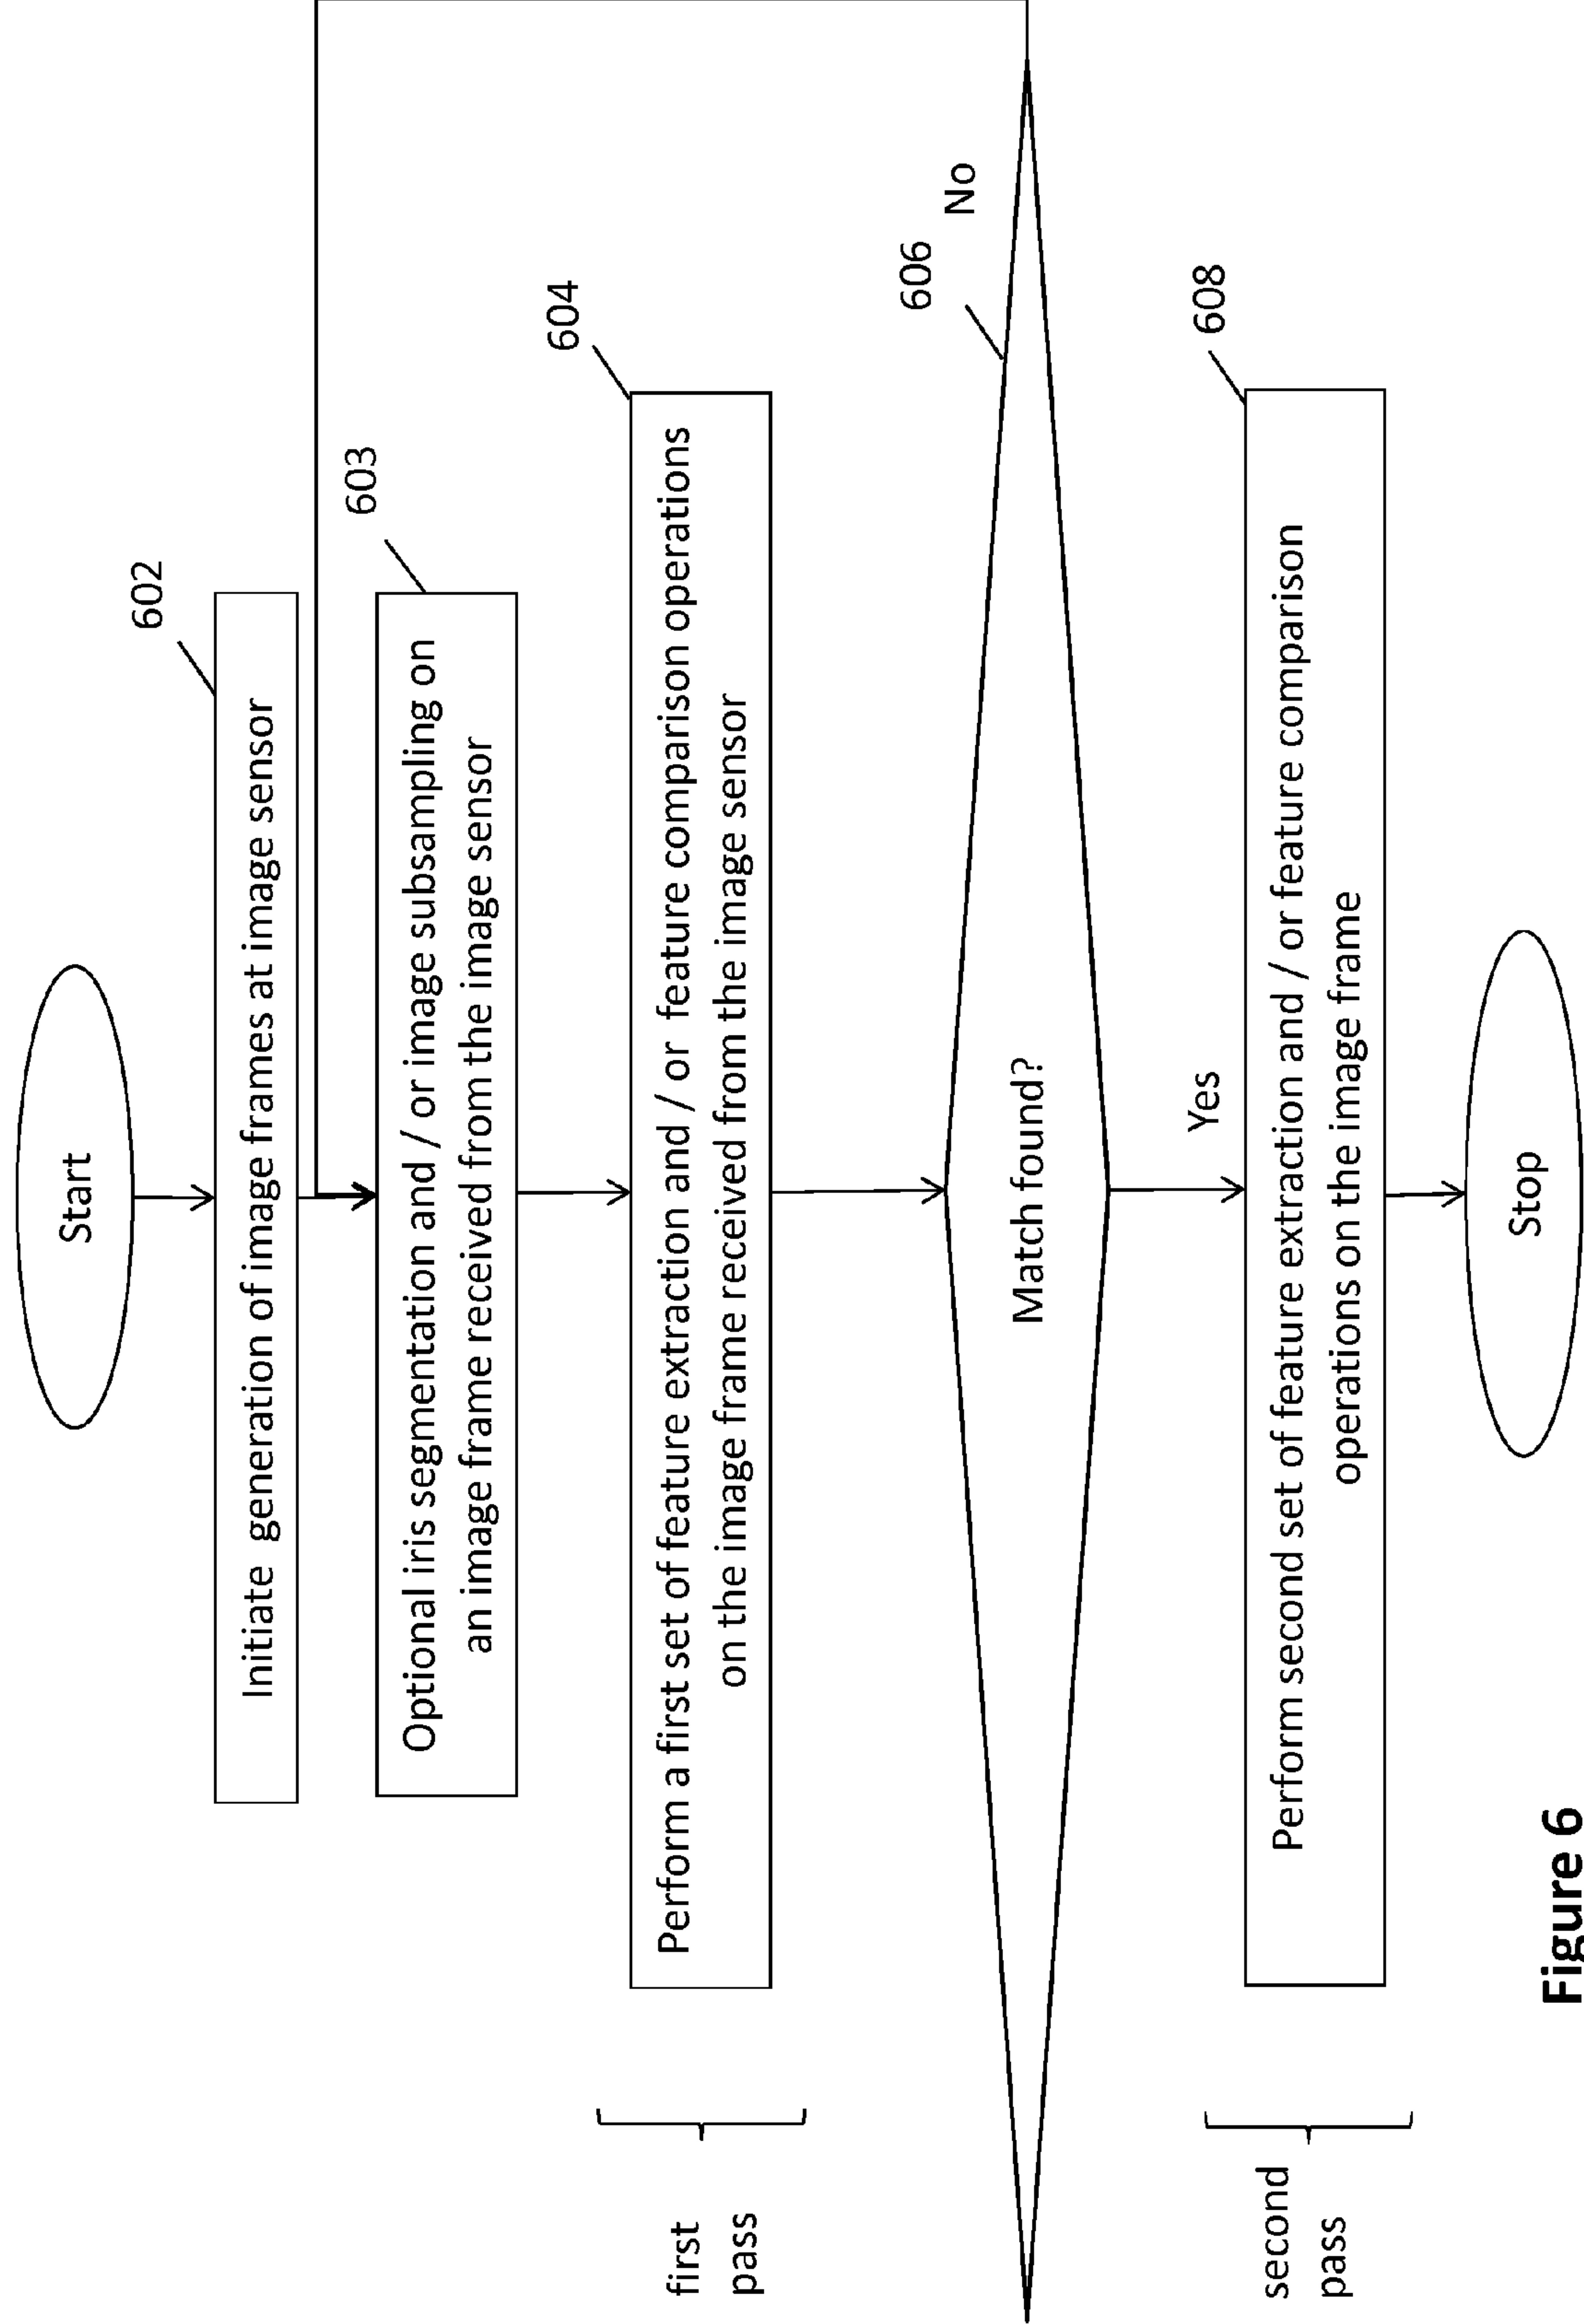 Start
602
Initiate generation of image frames at image sensor
603
Optional iris segmentation and / or image subsampling on
an image frame received from the image sensor
604
first
pass
Perform a first set of feature extraction and / or feature comparison operations
on the image frame received from the image sensor
606
No
Match found?
Yes
608
second
pass
Perform second set of feature extraction and / or feature comparison
operations on the image frame
Stop
Figure 6